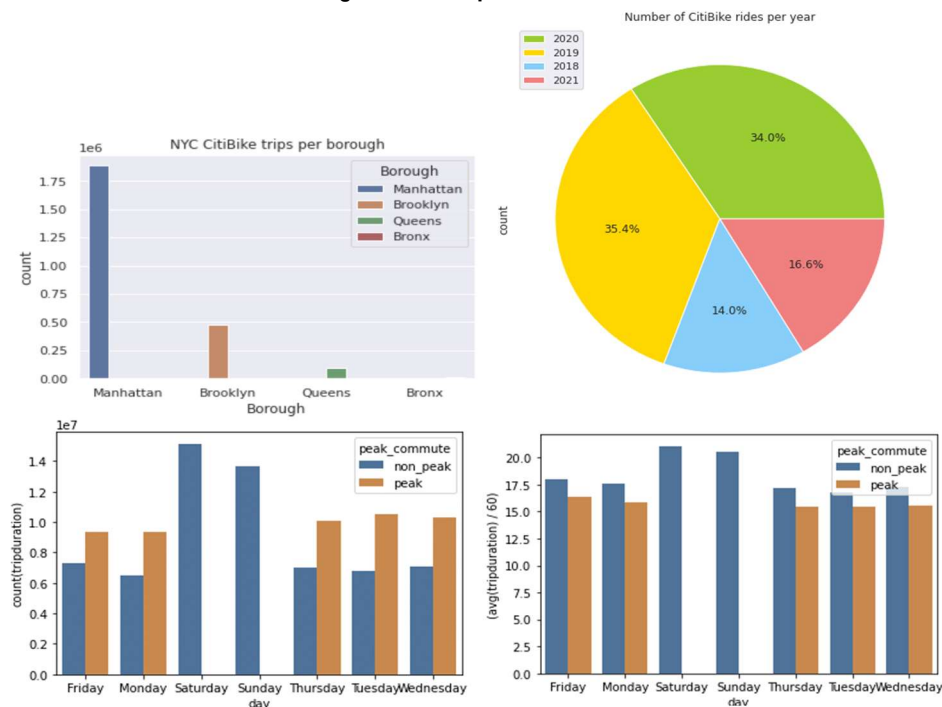 Number of CitiBike rides per year
2020
2019
2018
2021
34.0%
35.4%
14.0%
16.6%
count
NYC CitiBike trips per borough
1e6
Borough
Manhattan
Brooklyn
Queens
Bronx
1.75
1.50
1.25
1.00
0.75
0.50
0.25
0.00
count
Manhattan Brooklyn Queens Bronx
Borough
1e7
peak_commute
non_peak
peak
1.4
1.2
1.0
0.8
0.6
0.4
0.2
0.0
count(tripduration)
Friday Monday Saturday Sunday Thursday Tuesday Wednesday
day
peak_commute
non_peak
peak
20.0
17.5
15.0
12.5
10.0
7.5
5.0
2.5
0.0
(avg(tripduration) / 60)
Friday Monday Saturday Sunday Thursday Tuesday Wednesday
day